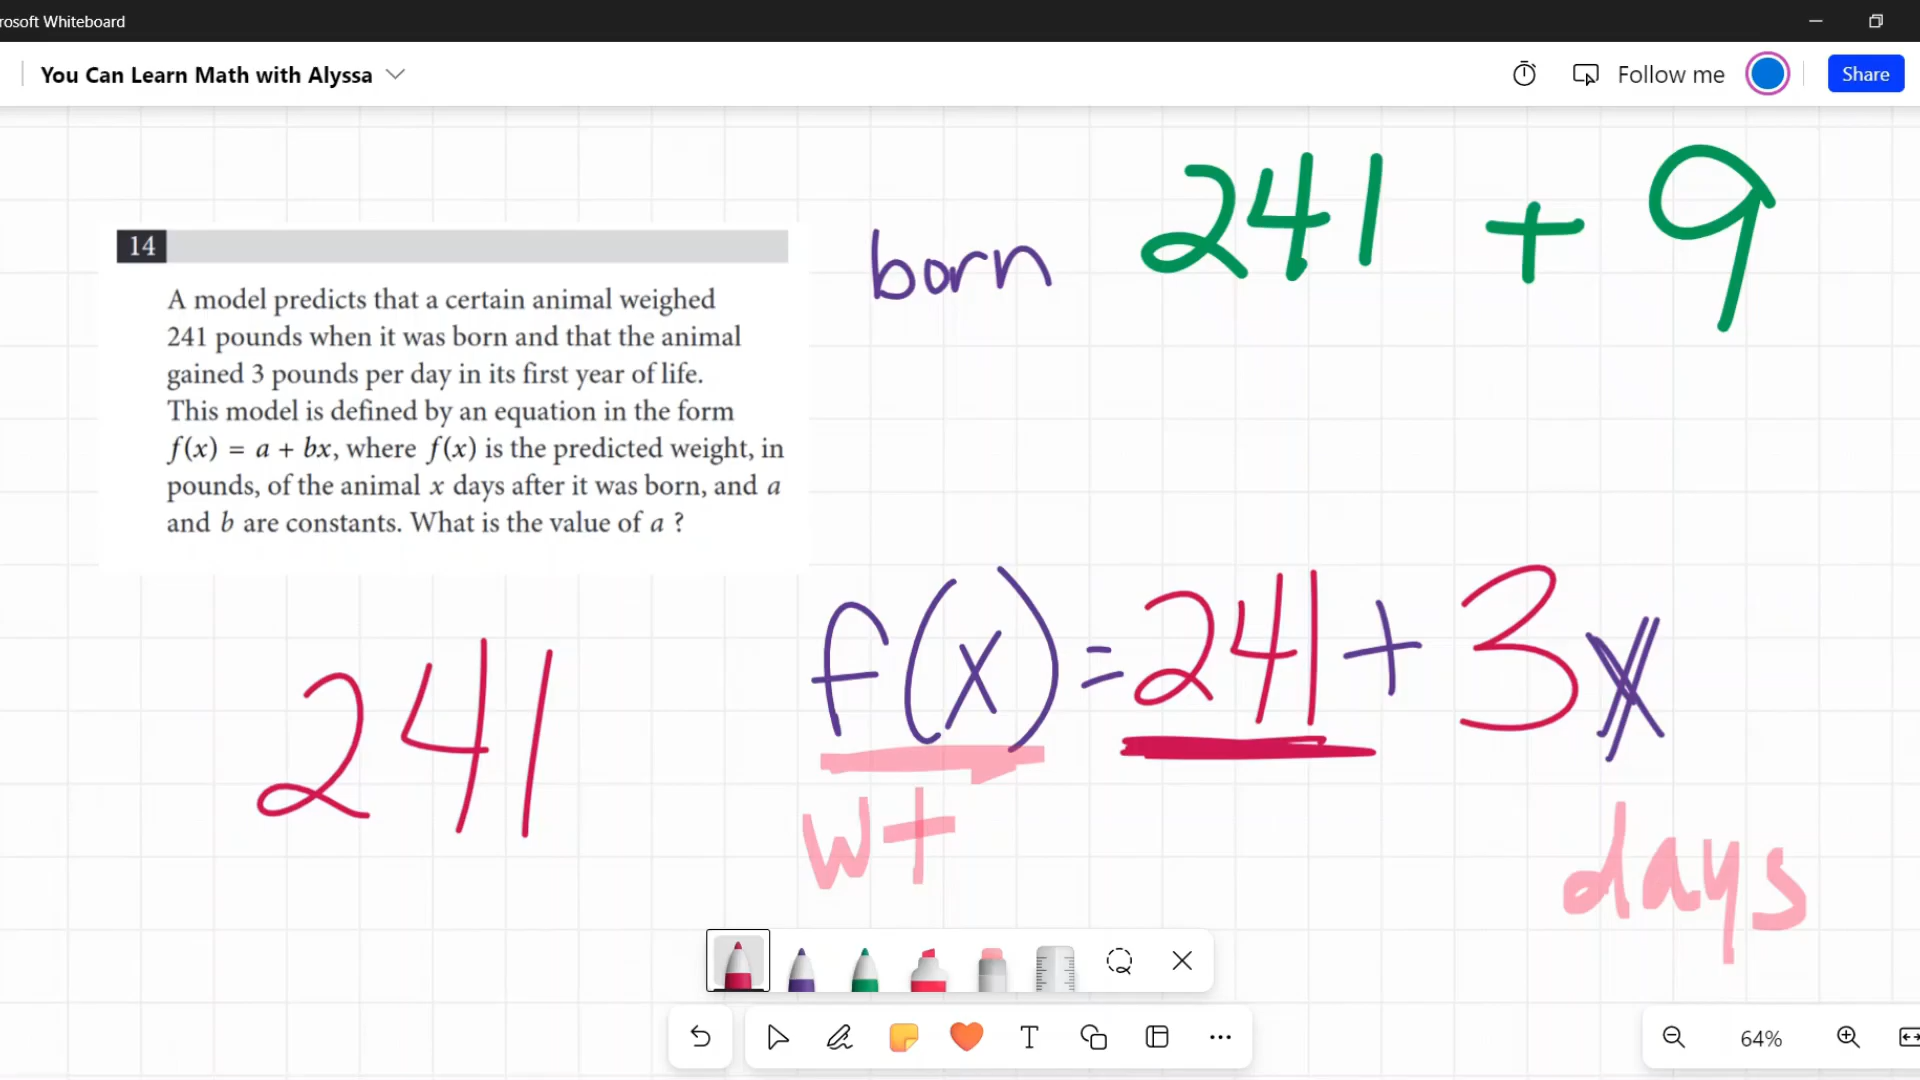 rosoft Whiteboard
You Can Learn Math with Alyssa
Follow me
Share
born 241 + 9
14
A model predicts that a certain animal weighed
241 pounds when it was born and that the animal
gained 3 pounds per day in its first year of life.
This model is defined by an equation in the form
f(x) = a + bx, where f(x) is the predicted weight, in
pounds, of the animal x days after it was born, and a
and b are constants. What is the value of a ?
241
f(x) = 241 + 3x
wt
days
64%